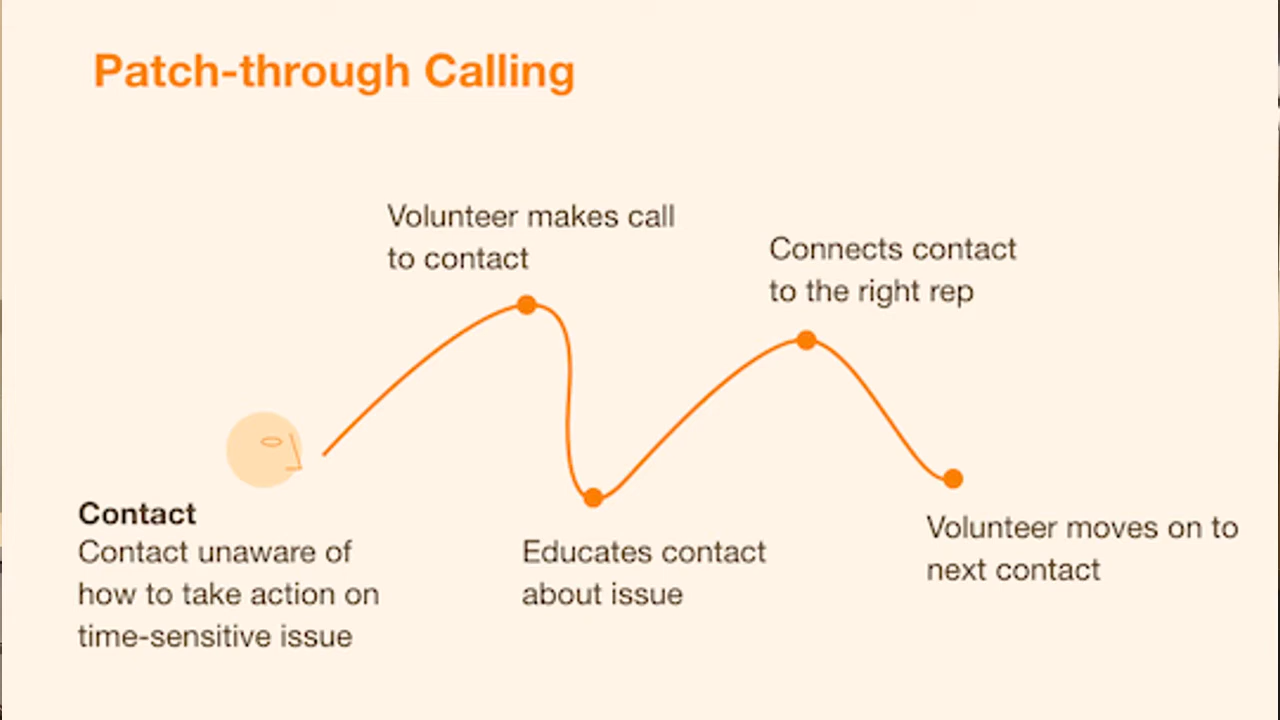 Patch-through Calling
Volunteer makes call
to contact
Connects contact
to the right rep
Contact
Contact unaware of
how to take action on
time-sensitive issue
Educates contact
about issue
Volunteer moves on to
next contact